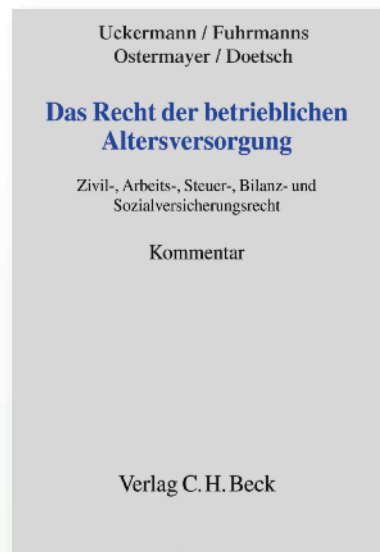 Uckermann / Fuhrmanns
Ostermayer / Doetsch
Das Recht der betrieblichen
Altersversorgung
Zivil-, Arbeits-, Steuer-, Bilanz- und
Sozialversicherungsrecht
Kommentar
Verlag C. H. Beck